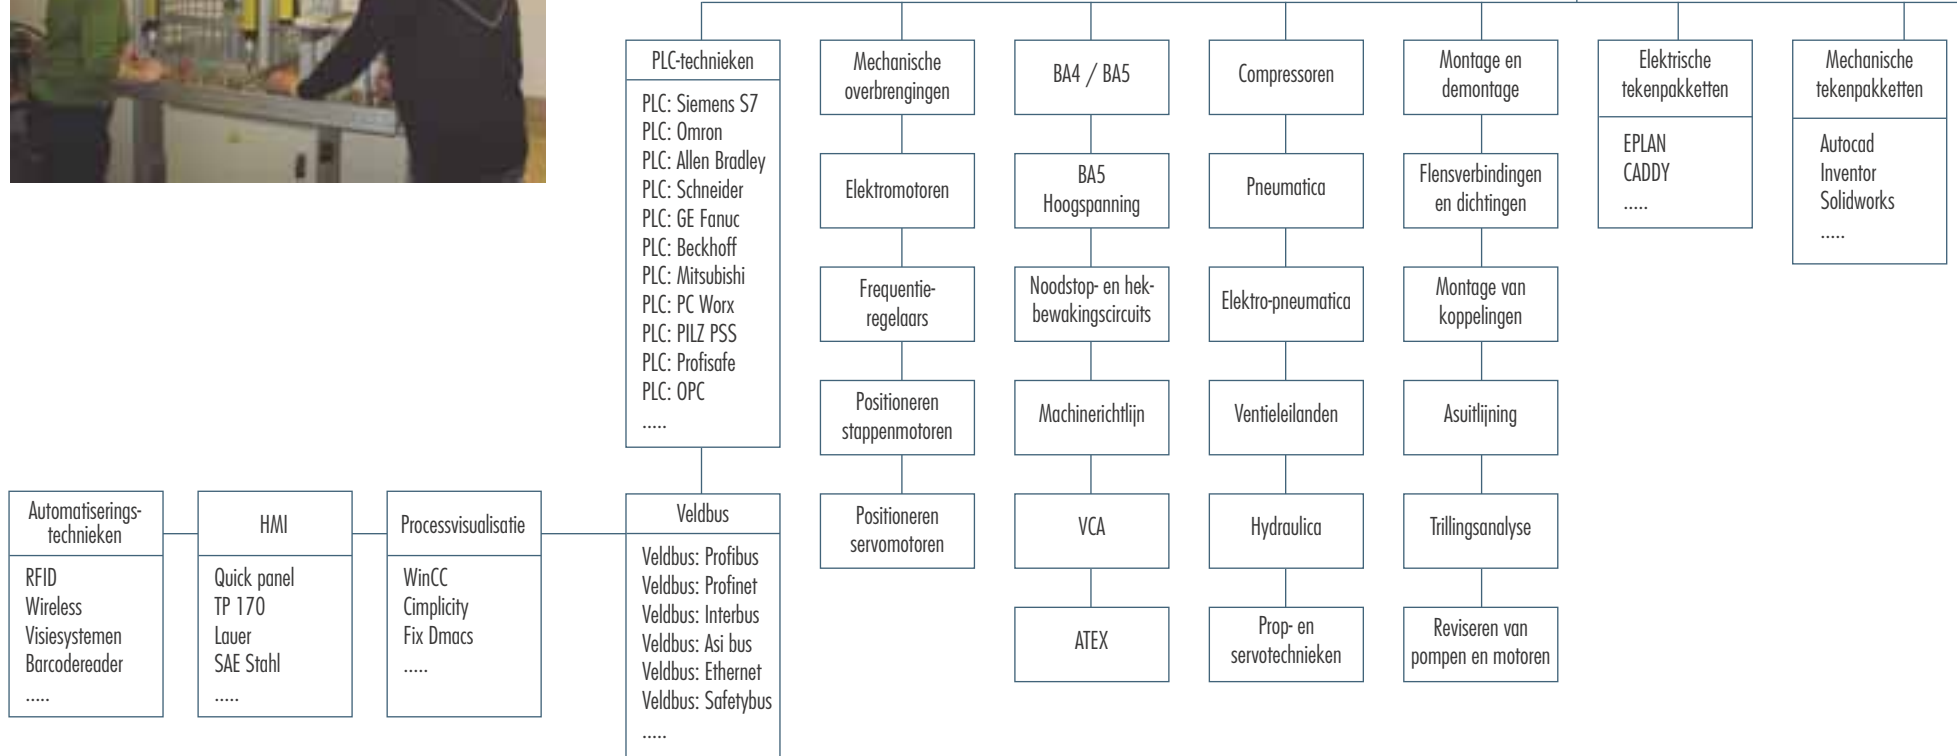 PLC-technieken
PLC: Siemens S7
PLC: Omron
PLC: Allen Bradley
PLC: Schneider
PLC: GE Fanuc
PLC: Beckhoff
PLC: Mitsubishi
PLC: PC Worx
PLC: PILZ PSS
PLC: Profisafe
PLC: OPC
.....
Mechanische
overbrengingen
Elektromotoren
Frequentie-
regelaars
Positioneren
stappenmotoren
Positioneren
servomotoren
BA4 / BA5
BA5
Hoogspanning
Noodstop- en hek-
bewakingscircuits
Machinerichtlijn
VCA
ATEX
Compressoren
Pneumatica
Elektro-pneumatica
Ventieleilanden
Hydraulica
Prop- en
servotechnieken
Montage en
demontage
Flensverbindingen
en dichtingen
Montage van
koppelingen
Asuitlijning
Trillingsanalyse
Reviseren van
pompen en motoren
Elektrische
tekenpakketten
EPLAN
CADDY
.....
Mechanische
tekenpakketten
Autocad
Inventor
Solidworks
.....
Automatiserings-
technieken
RFID
Wireless
Visiesystemen
Barcodereader
.....
HMI
Quick panel
TP 170
Lauer
SAE Stahl
.....
Processvisualisatie
WinCC
Cimplicity
Fix Dmacs
.....
Veldbus
Veldbus: Profibus
Veldbus: Profinet
Veldbus: Interbus
Veldbus: Asi bus
Veldbus: Ethernet
Veldbus: Safetybus
.....